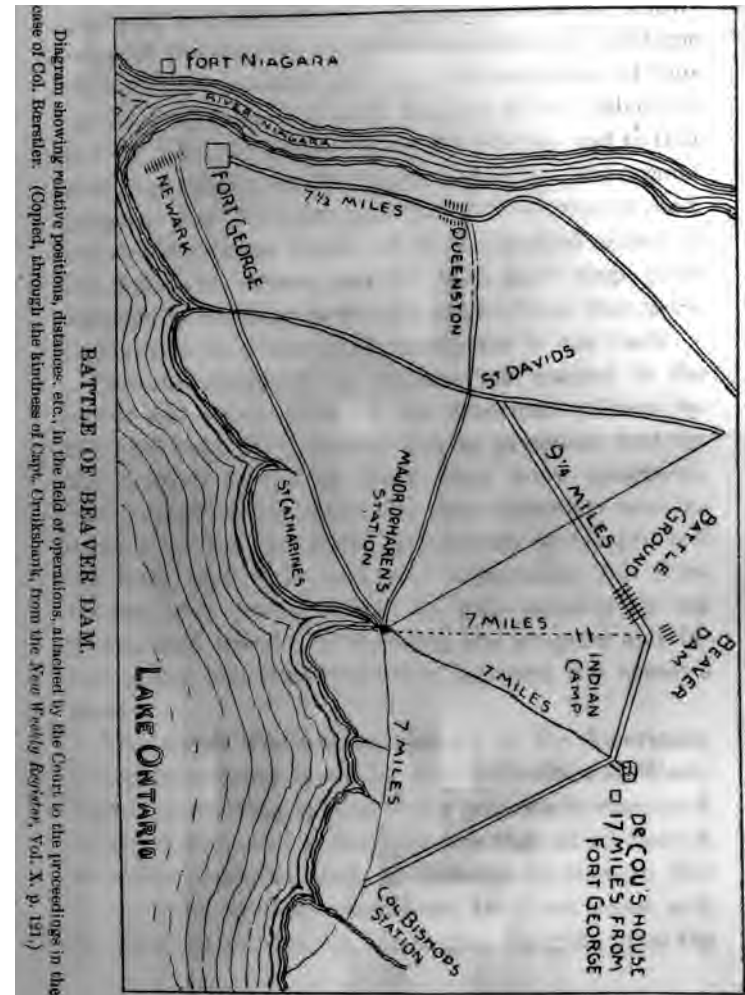 FORT NIAGARA
RIVER NIAGARA
NEWARK
FORT GEORGE
7½ MILES
QUEENSTON
ST DAVIDS
9¼ MILES
BATTLE
GROUND
BEAVER
DAM
MAJOR DRHAREN'S
STATION
ST CATHARINES
7 MILES
INDIAN
CAMP
7 MILES
7 MILES
DE COU'S HOUSE
17 MILES FROM
FORT GEORGE
COL BISHOPS
STATION
LAKE ONTARIO
BATTLE OF BEAVER DAM.
Diagram showing relative positions, distances, etc., in the field of operations, attached by the Court to the proceedings in the
case of Col. Bœrstler. (Copied, through the kindness of Capt. Cruikshank, from the New Weekly Register, Vol. X. p. 121.)